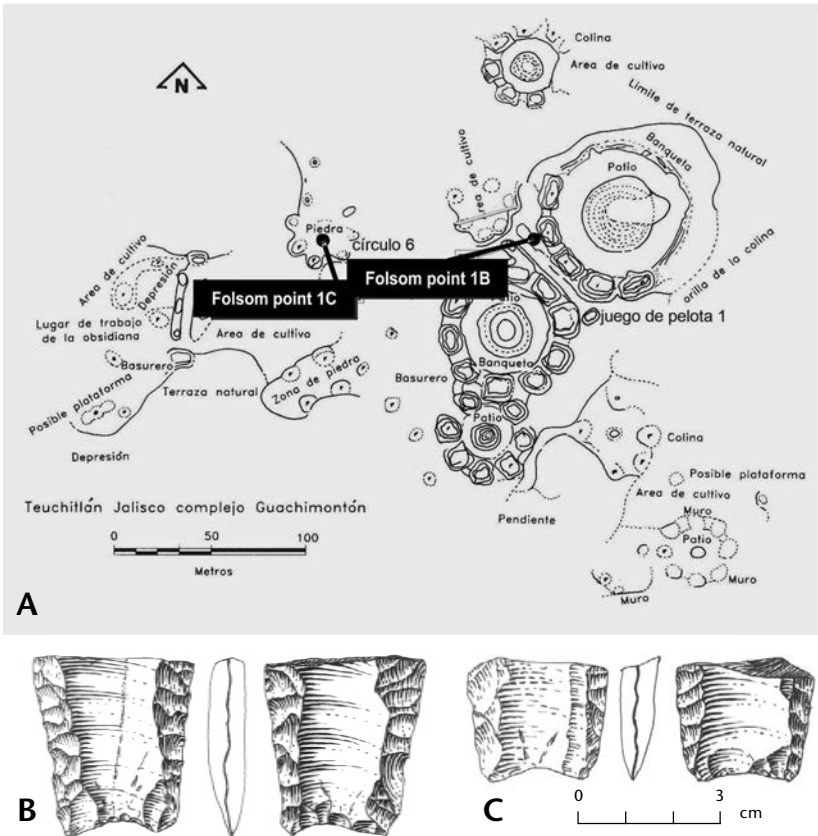 Colina
Area de cultivo
Límite de terraza natural
Banqueta
Patio
N
Area de cultivo
Piedra
círculo 6
orilla de la colina
Folsom point 1B
Folsom point 1C
Area de cultivo
Depresión
Lugar de trabajo
de la obsidiana
Area de cultivo
Patio
juego de pelota 1
Banqueta
Basurero
Terraza natural
Zona de piedra
Basurero
Posible plataforma
Patio
Colina
Depresión
Posible plataforma
Area de cultivo
Muro
Teuchitlán Jalisco complejo Guachimontón
Pendiente
Patio
0 50 100
Metros
Muro
Muro
A
B
C
0 3
cm